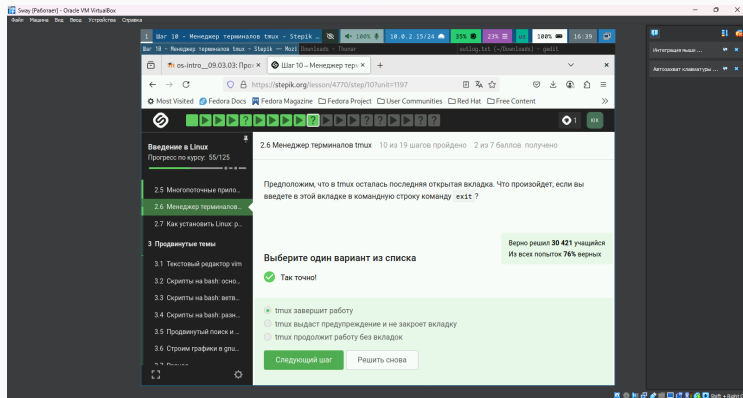 Sway [Работает] - Oracle VM VirtualBox
Файл Машина Вид Ввод Устройства Справка
1 Шаг 10 – Менеджер терминалов tmux – Stepik … 100% 10.0.2.15/24 35% 23% us 100% 16:39
Шаг 10 – Менеджер терминалов tmux – Stepik — Mozi Downloads - Thunar outlog.txt (~/Downloads) - gedit
os-intro__09.03.03: Про× Шаг 10 – Менеджер тер× +
https://stepik.org/lesson/4770/step/10?unit=1197
Most Visited Fedora Docs Fedora Magazine Fedora Project User Communities Red Hat Free Content
1
Введение в Linux
Прогресс по курсу: 55/125
2.5 Многопоточные прило…
2.6 Менеджер терминалов…
2.7 Как установить Linux: р…
3 Продвинутые темы
3.1 Текстовый редактор vim
3.2 Скрипты на bash: осно…
3.3 Скрипты на bash: ветв…
3.4 Скрипты на bash: разн…
3.5 Продвинутый поиск и …
3.6 Строим графики в gnu…
2.6 Менеджер терминалов tmux 10 из 19 шагов пройдено 2 из 7 баллов получено
Предположим, что в tmux осталась последняя открытая вкладка. Что произойдет, если вы
введете в этой вкладке в командную строку команду exit ?
Верно решил 30 421 учащийся
Из всех попыток 76% верных
Выберите один вариант из списка
Так точно!
tmux завершит работу
tmux выдаст предупреждение и не закроет вкладку
tmux продолжит работу без вкладок
Следующий шаг Решить снова
Интеграция мыши ...
Автозахват клавиатуры ...
Shift + Right C